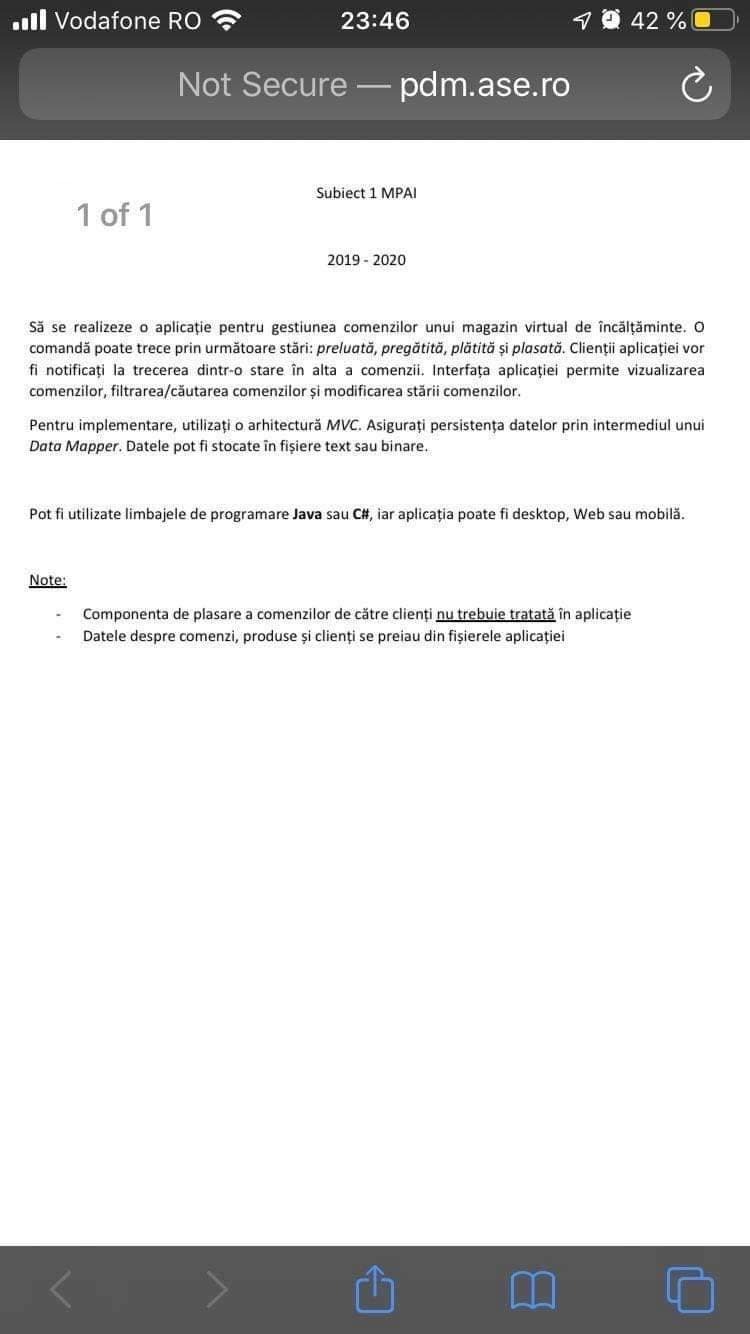 Vodafone RO
23:46
42 %
Not Secure — pdm.ase.ro
Subiect 1 MPAI
1 of 1
2019 - 2020
Să se realizeze o aplicație pentru gestiunea comenzilor unui magazin virtual de încălțăminte. O
comandă poate trece prin următoare stări: preluată, pregătită, plătită și plasată. Clienții aplicației vor
fi notificați la trecerea dintr-o stare în alta a comenzii. Interfața aplicației permite vizualizarea
comenzilor, filtrarea/căutarea comenzilor și modificarea stării comenzilor.
Pentru implementare, utilizați o arhitectură MVC. Asigurați persistența datelor prin intermediul unui
Data Mapper. Datele pot fi stocate în fișiere text sau binare.
Pot fi utilizate limbajele de programare Java sau C#, iar aplicația poate fi desktop, Web sau mobilă.
Note:
- Componenta de plasare a comenzilor de către clienți nu trebuie tratată în aplicație
- Datele despre comenzi, produse și clienți se preiau din fișierele aplicației